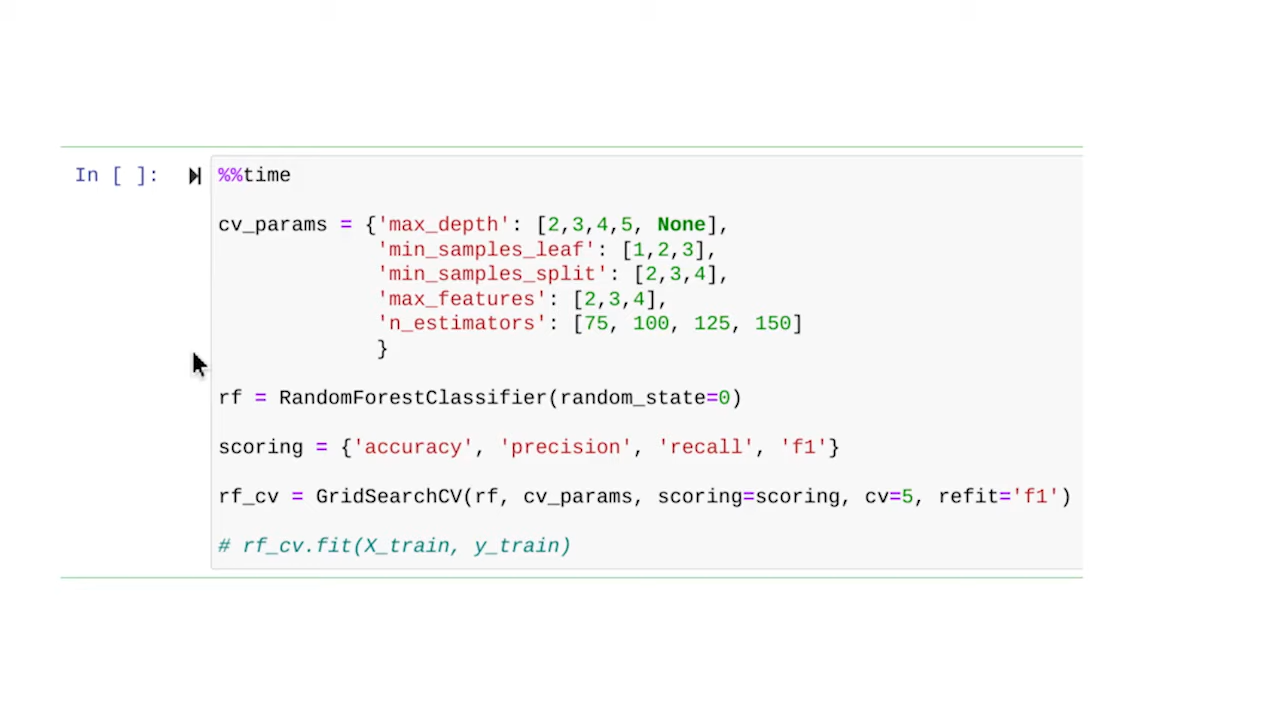 In [ ]: %%time
cv_params = {'max_depth': [2,3,4,5, None],
'min_samples_leaf': [1,2,3],
'min_samples_split': [2,3,4],
'max_features': [2,3,4],
'n_estimators': [75, 100, 125, 150]
}
rf = RandomForestClassifier(random_state=0)
scoring = {'accuracy', 'precision', 'recall', 'f1'}
rf_cv = GridSearchCV(rf, cv_params, scoring=scoring, cv=5, refit='f1')
# rf_cv.fit(X_train, y_train)